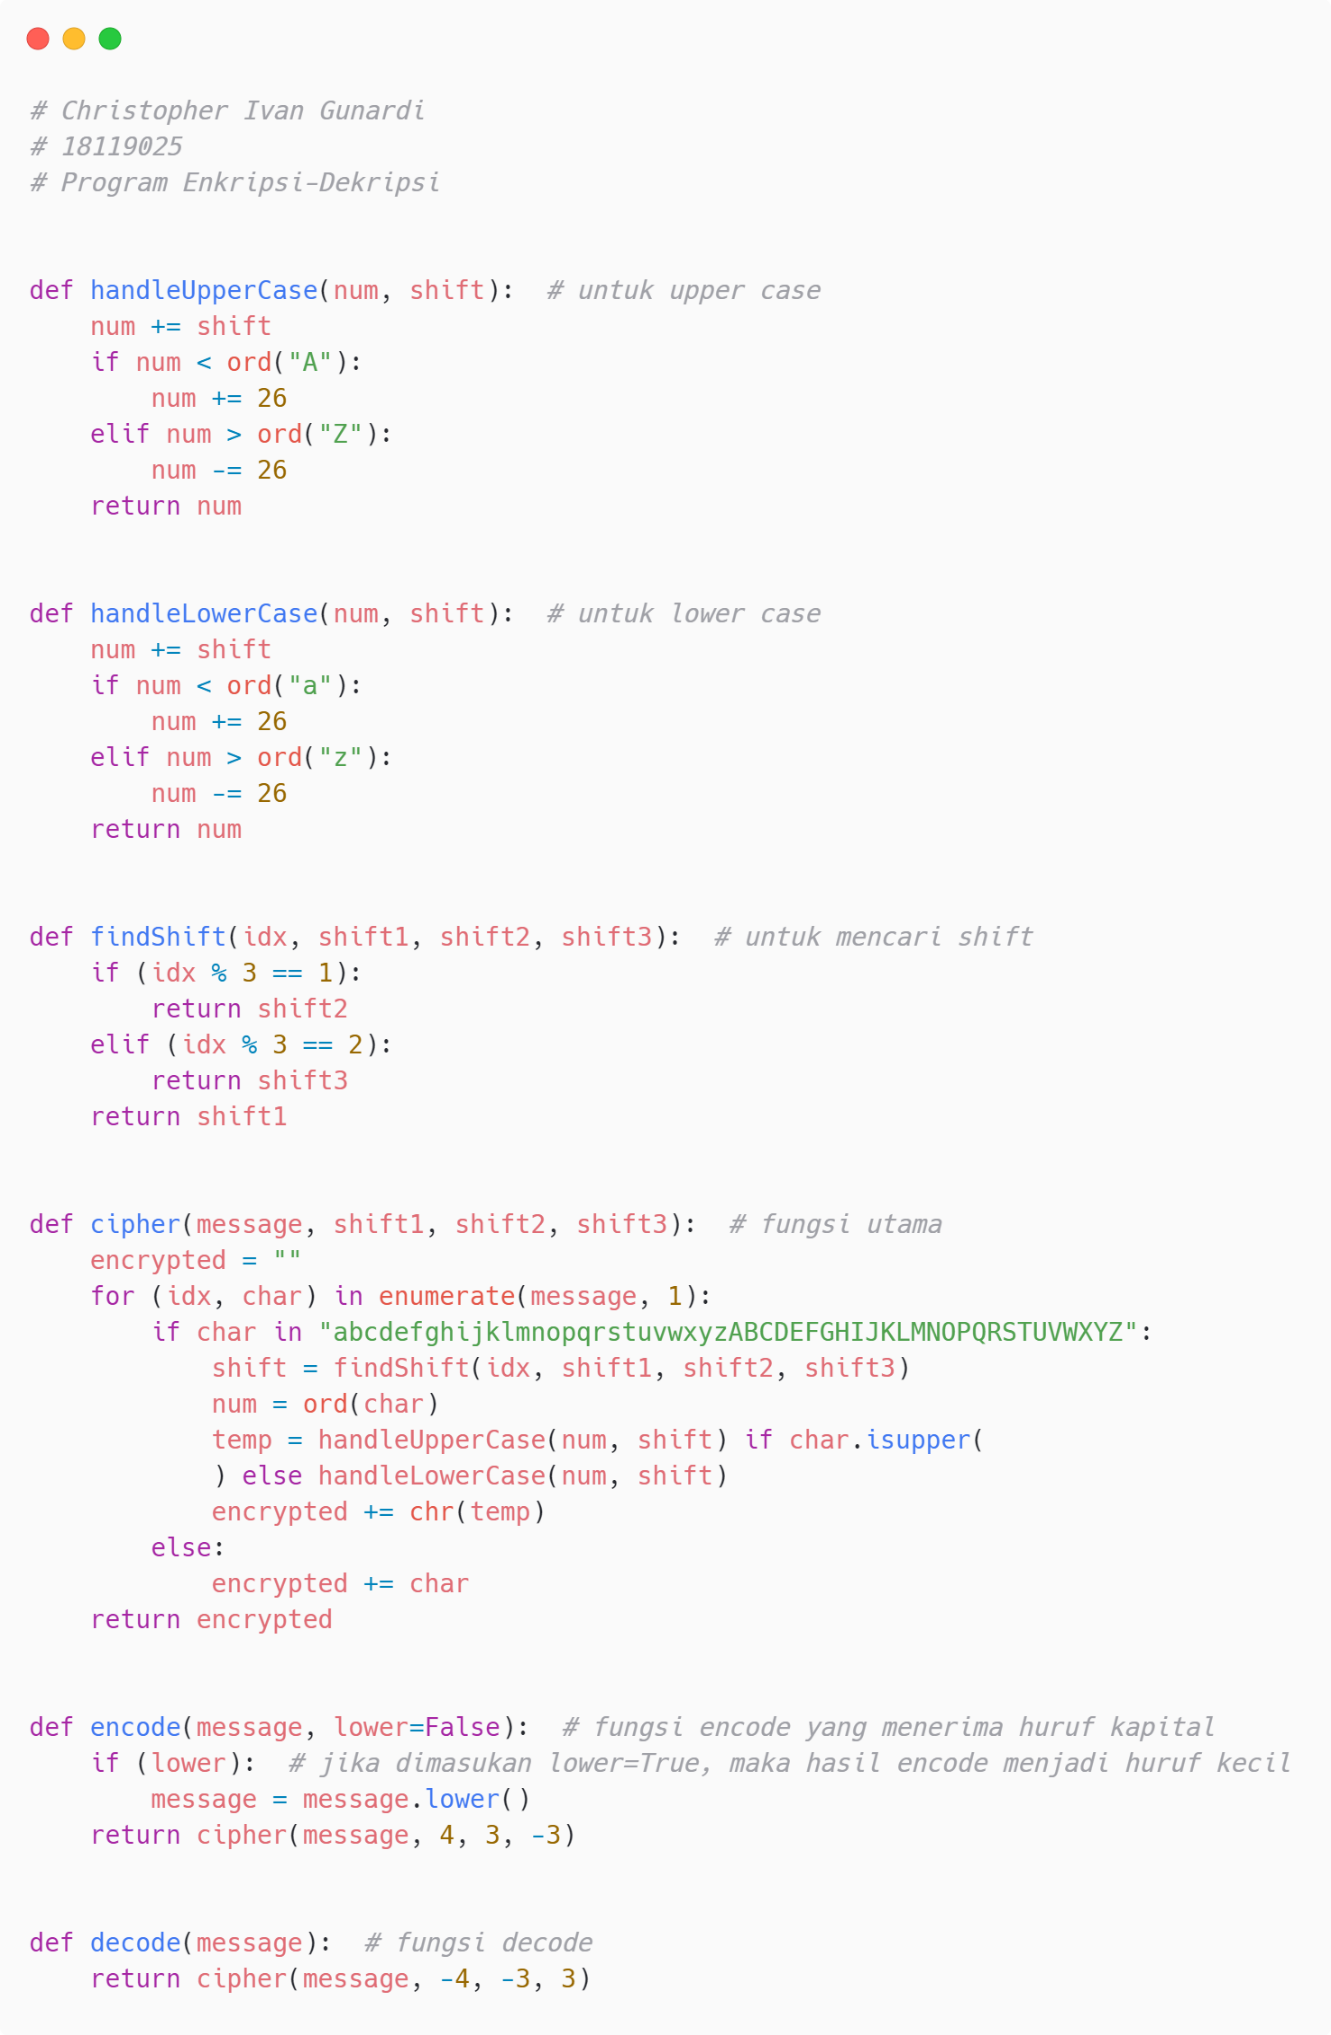 # Christopher Ivan Gunardi
# 18119025
# Program Enkripsi-Dekripsi
def handleUpperCase(num, shift):  # untuk upper case
    num += shift
    if num < ord("A"):
        num += 26
    elif num > ord("Z"):
        num -= 26
    return num
def handleLowerCase(num, shift):  # untuk lower case
    num += shift
    if num < ord("a"):
        num += 26
    elif num > ord("z"):
        num -= 26
    return num
def findShift(idx, shift1, shift2, shift3):  # untuk mencari shift
    if (idx % 3 == 1):
        return shift2
    elif (idx % 3 == 2):
        return shift3
    return shift1
def cipher(message, shift1, shift2, shift3):  # fungsi utama
    encrypted = ""
    for (idx, char) in enumerate(message, 1):
        if char in "abcdefghijklmnopqrstuvwxyzABCDEFGHIJKLMNOPQRSTUVWXYZ":
            shift = findShift(idx, shift1, shift2, shift3)
            num = ord(char)
            temp = handleUpperCase(num, shift) if char.isupper(
            ) else handleLowerCase(num, shift)
            encrypted += chr(temp)
        else:
            encrypted += char
    return encrypted
def encode(message, lower=False):  # fungsi encode yang menerima huruf kapital
    if (lower):  # jika dimasukan lower=True, maka hasil encode menjadi huruf kecil
        message = message.lower()
    return cipher(message, 4, 3, -3)
def decode(message):  # fungsi decode
    return cipher(message, -4, -3, 3)